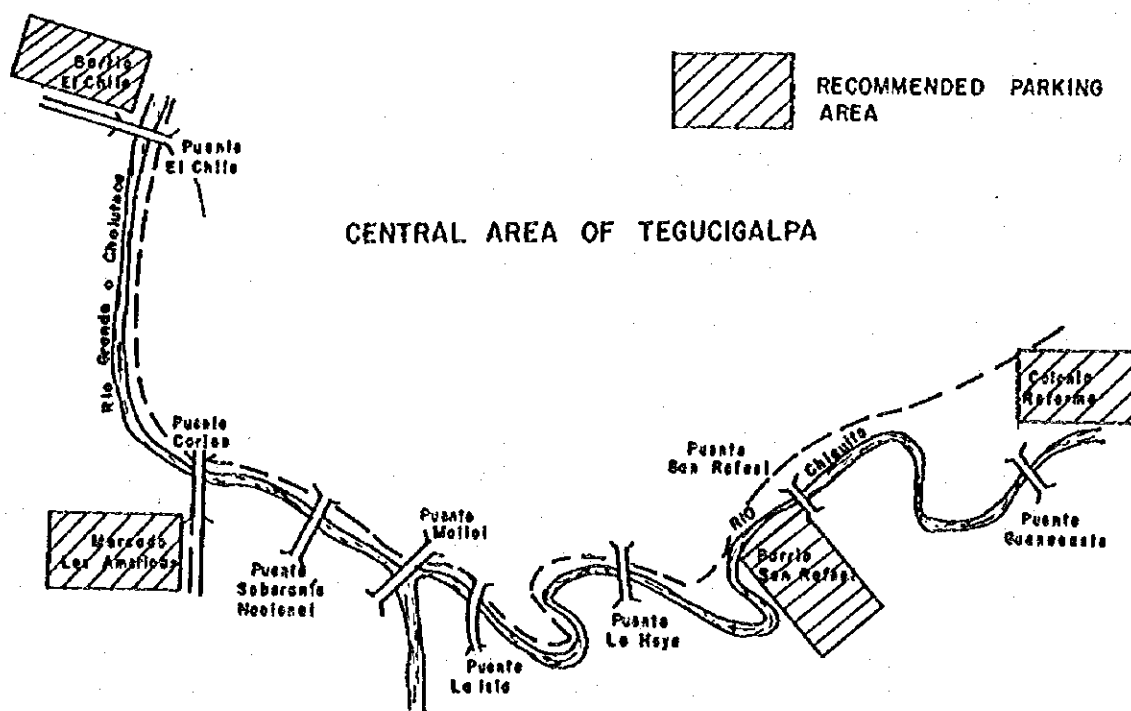 Barrio
El Chile
RECOMMENDED PARKING
AREA
Puente
El Chile
CENTRAL AREA OF TEGUCIGALPA
Rio Grande o Choluteca
Puente
Cortes
Colonia
Reforma
Puente
San Rafael
RIO Chiquito
Puente
Mallol
Mercado
Las Americas
Puente
Soberania
Nacional
Barrio
San Rafael
Puente
Guanacaste
Puente
La Hoya
Puente
La Isla